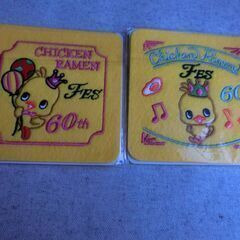 CHICKEN
RAMEN
FES
60th
Chicken Ramen
FES
60